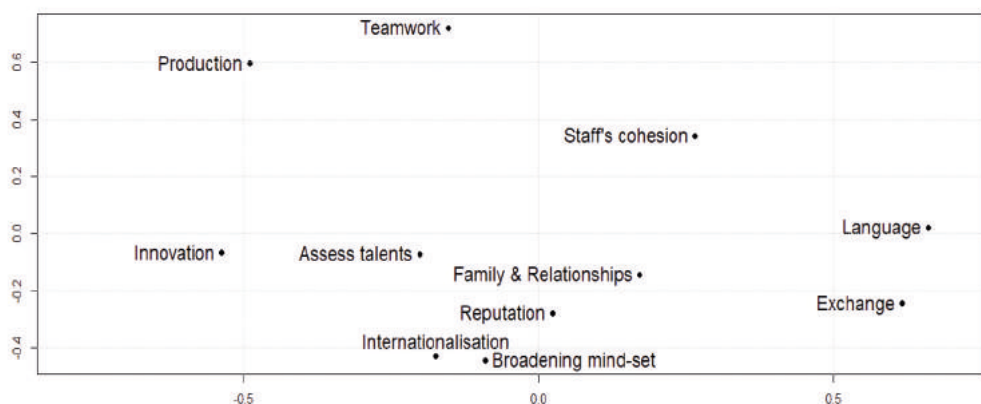 Teamwork
0.6
Production
0.4
Staff's cohesion
0.2
0.0
Language
Innovation
Assess talents
Family & Relationships
-0.2
Exchange
Reputation
Internationalisation
-0.4
Broadening mind-set
-0.5
0.0
0.5